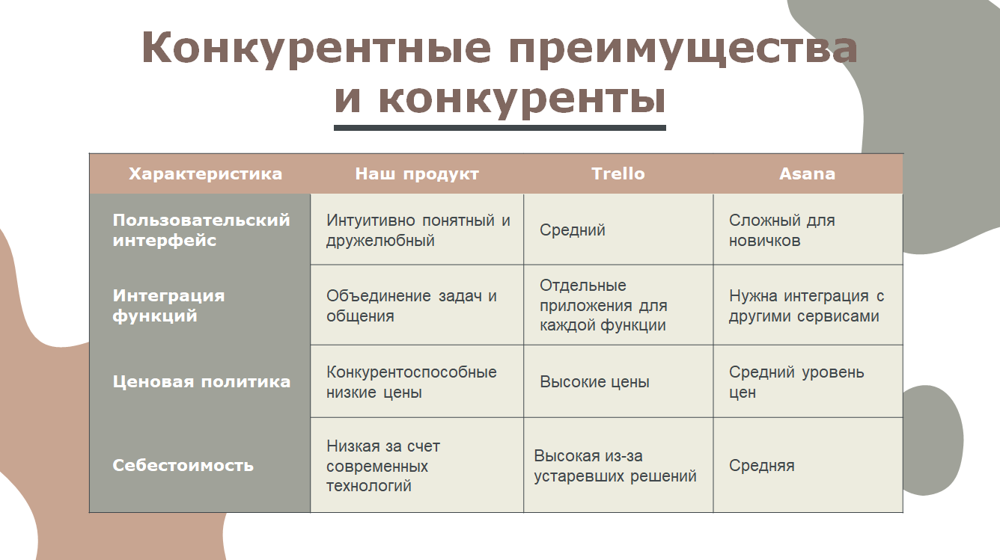 Конкурентные преимущества
и конкуренты
Характеристика Наш продукт Trello Asana
Пользовательский
интерфейс
Интуитивно понятный и
дружелюбный
Средний
Сложный для
новичков
Интеграция
функций
Объединение задач и
общения
Отдельные
приложения для
каждой функции
Нужна интеграция с
другими сервисами
Ценовая политика
Конкурентоспособные
низкие цены
Высокие цены
Средний уровень
цен
Себестоимость
Низкая за счет
современных
технологий
Высокая из-за
устаревших решений
Средняя